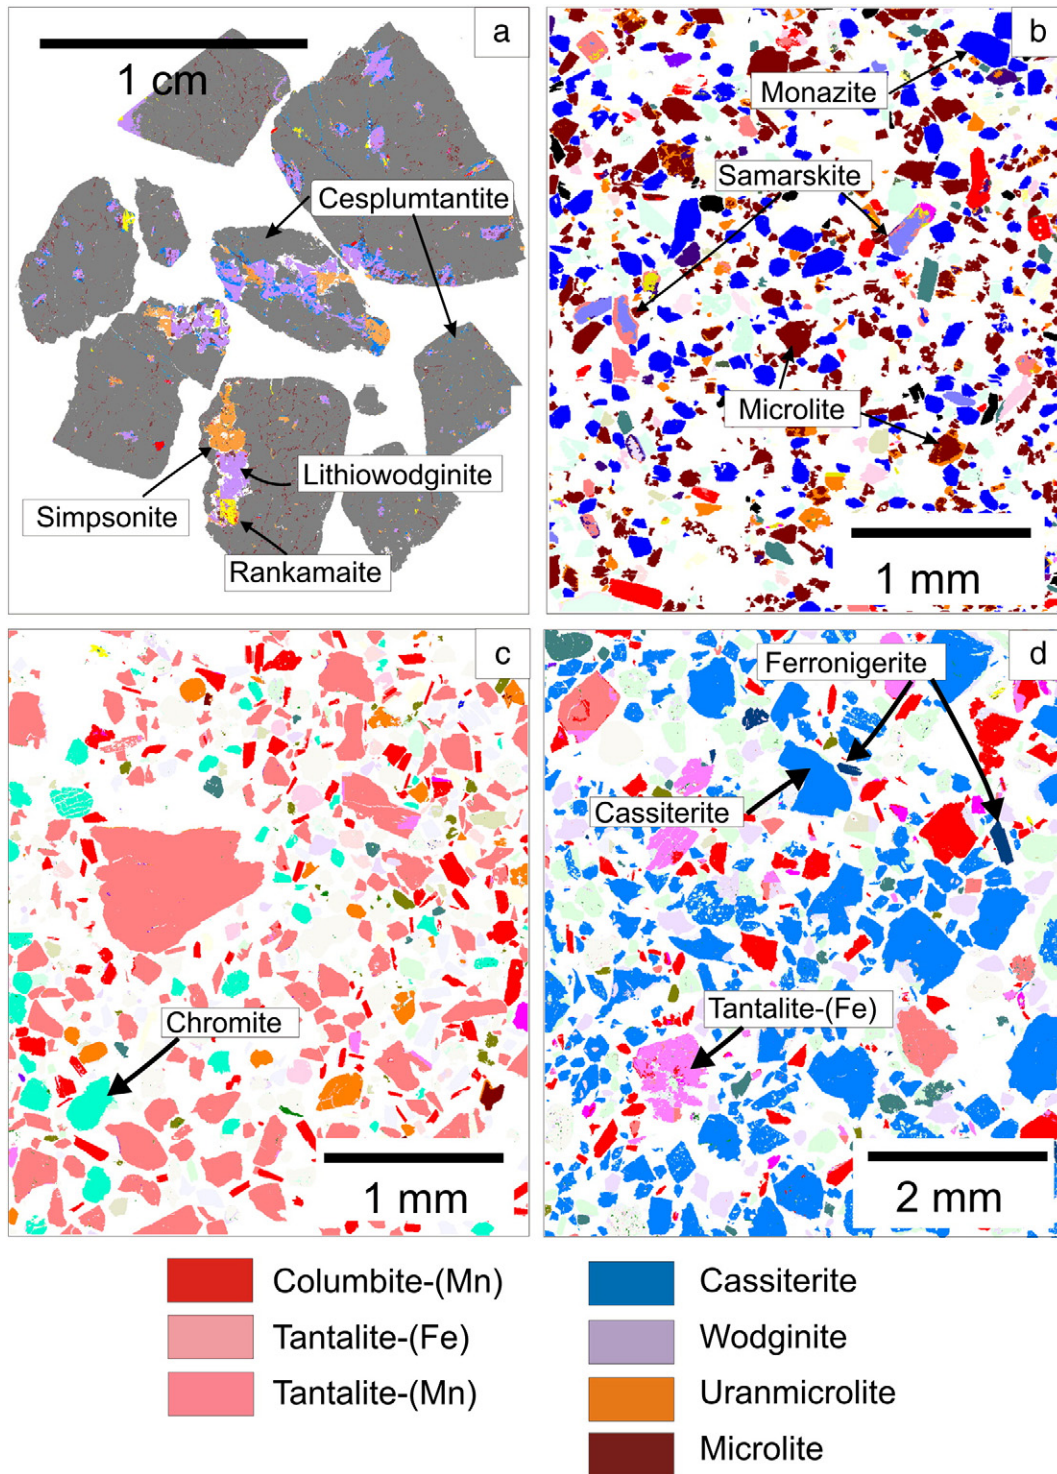 a
1 cm
Cesplumtantite
Lithiowodginite
Simpsonite
Rankamaite
b
Monazite
Samarskite
Microlite
1 mm
c
Chromite
1 mm
d
Ferronigerite
Cassiterite
Tantalite-(Fe)
2 mm
Columbite-(Mn)
Tantalite-(Fe)
Tantalite-(Mn)
Cassiterite
Wodginite
Uranmicrolite
Microlite